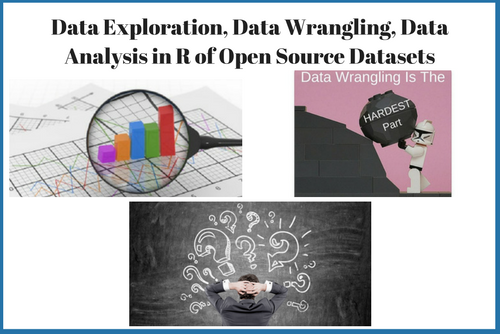 Data Exploration, Data Wrangling, Data
Analysis in R of Open Source Datasets
Data Wrangling Is The
HARDEST
Part